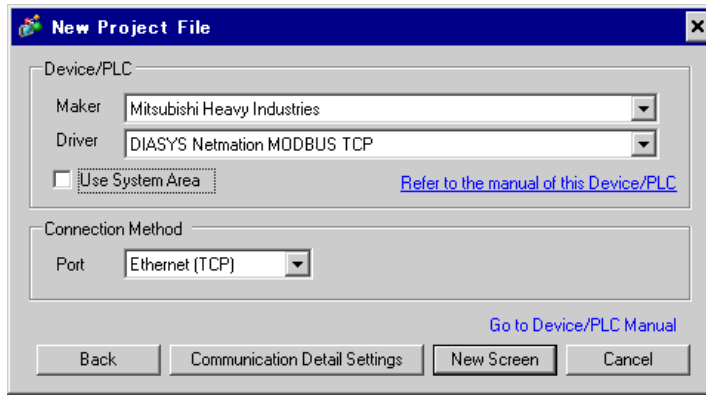 New Project File
Device/PLC
Maker Mitsubishi Heavy Industries
Driver DIASYS Netmation MODBUS TCP
Use System Area Refer to the manual of this Device/PLC
Connection Method
Port Ethernet (TCP)
Go to Device/PLC Manual
Back Communication Detail Settings New Screen Cancel